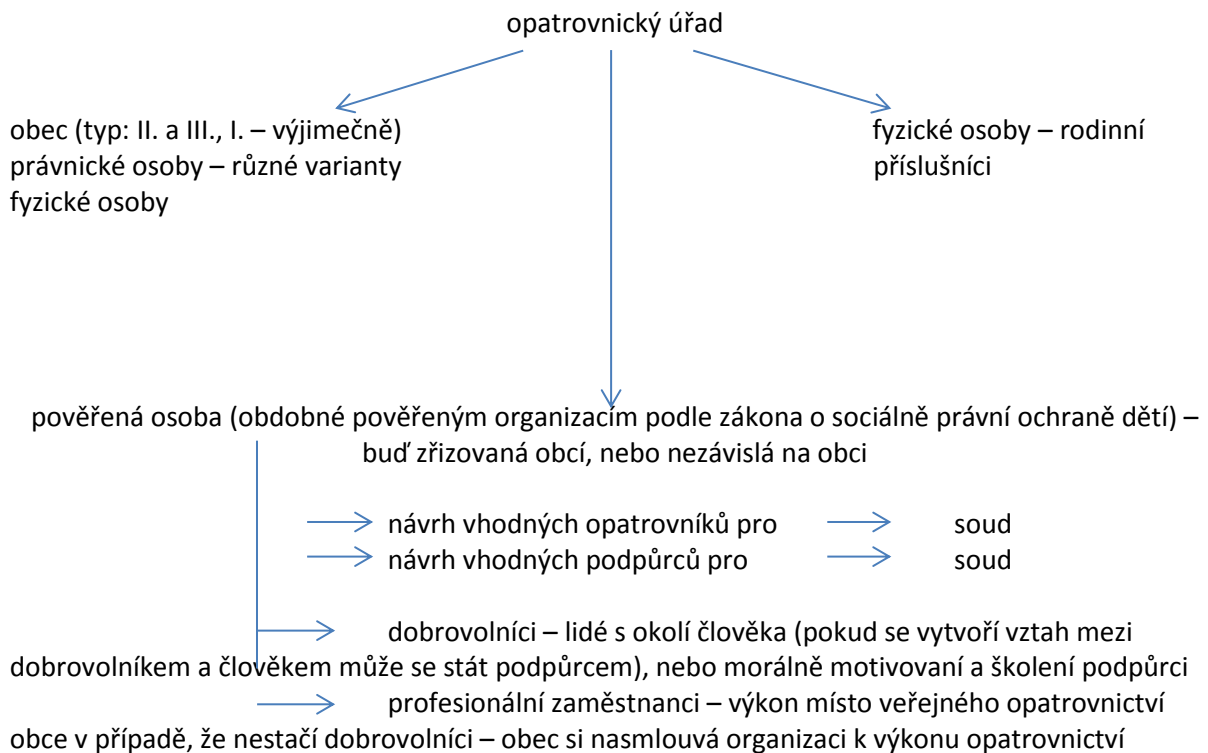 opatrovnický úřad
obec (typ: II. a III., I. – výjimečně)
právnické osoby – různé varianty
fyzické osoby
fyzické osoby – rodinní
příslušníci
pověřená osoba (obdobné pověřeným organizacím podle zákona o sociálně právní ochraně dětí) –
buď zřizovaná obcí, nebo nezávislá na obci
návrh vhodných opatrovníků pro soud
návrh vhodných podpůrců pro soud
dobrovolníci – lidé s okolí člověka (pokud se vytvoří vztah mezi
dobrovolníkem a člověkem může se stát podpůrcem), nebo morálně motivovaní a školení podpůrci
profesionální zaměstnanci – výkon místo veřejného opatrovnictví
obce v případě, že nestačí dobrovolníci – obec si nasmlouvá organizaci k výkonu opatrovnictví